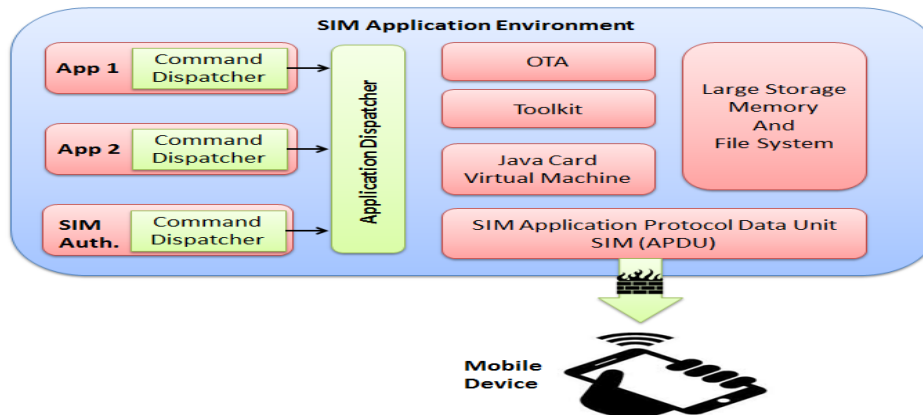 SIM Application Environment
App 1
Command
Dispatcher
App 2
Command
Dispatcher
SIM
Auth.
Command
Dispatcher
Application Dispatcher
OTA
Toolkit
Java Card
Virtual Machine
SIM Application Protocol Data Unit
SIM (APDU)
Large Storage
Memory
And
File System
Mobile
Device